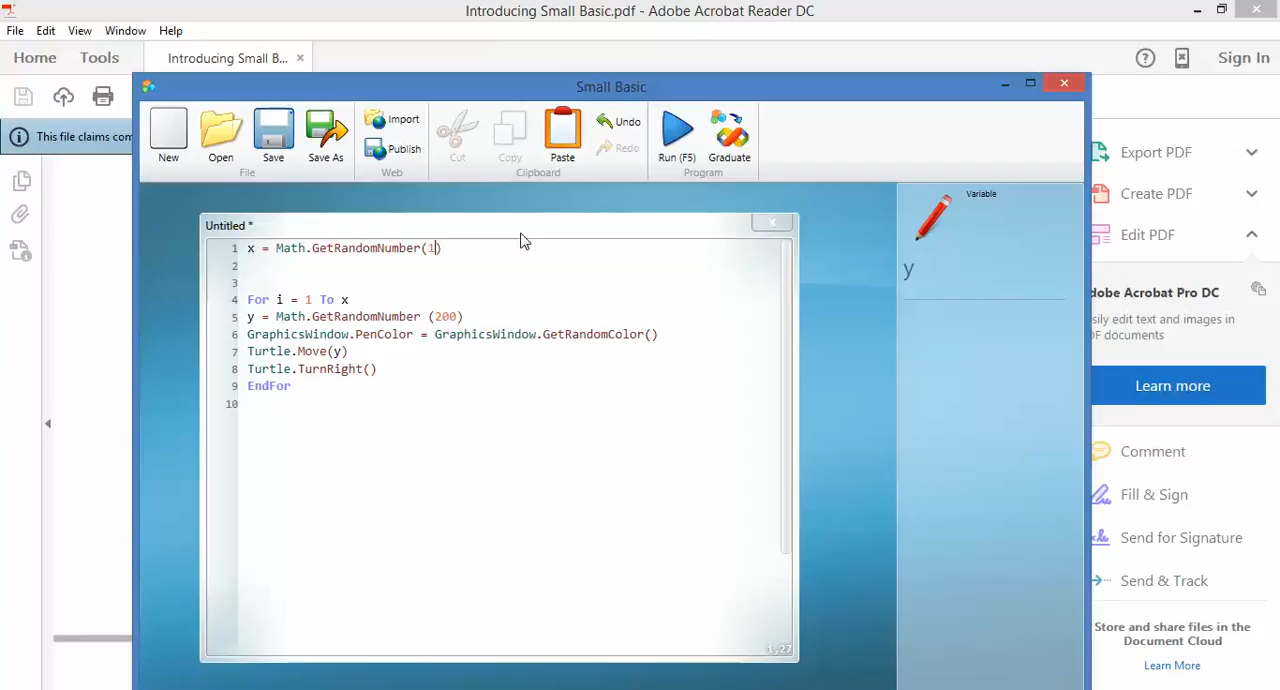 Introducing Small Basic.pdf - Adobe Acrobat Reader DC
File Edit View Window Help
Home Tools Introducing Small B... ×
Sign In
This file claims com
Small Basic
New Open Save Save As
Import
Publish
Cut Copy Paste
Undo
Redo
Run (F5) Graduate
File Web Clipboard Program
Untitled *
1 x = Math.GetRandomNumber(1)
2
3
4 For i = 1 To x
5 y = Math.GetRandomNumber (200)
6 GraphicsWindow.PenColor = GraphicsWindow.GetRandomColor()
7 Turtle.Move(y)
8 Turtle.TurnRight()
9 EndFor
10
1,27
Variable
y
Export PDF
Create PDF
Edit PDF
dobe Acrobat Pro DC
sily edit text and images in
DF documents
Learn more
Comment
Fill & Sign
Send for Signature
Send & Track
Store and share files in the
Document Cloud
Learn More